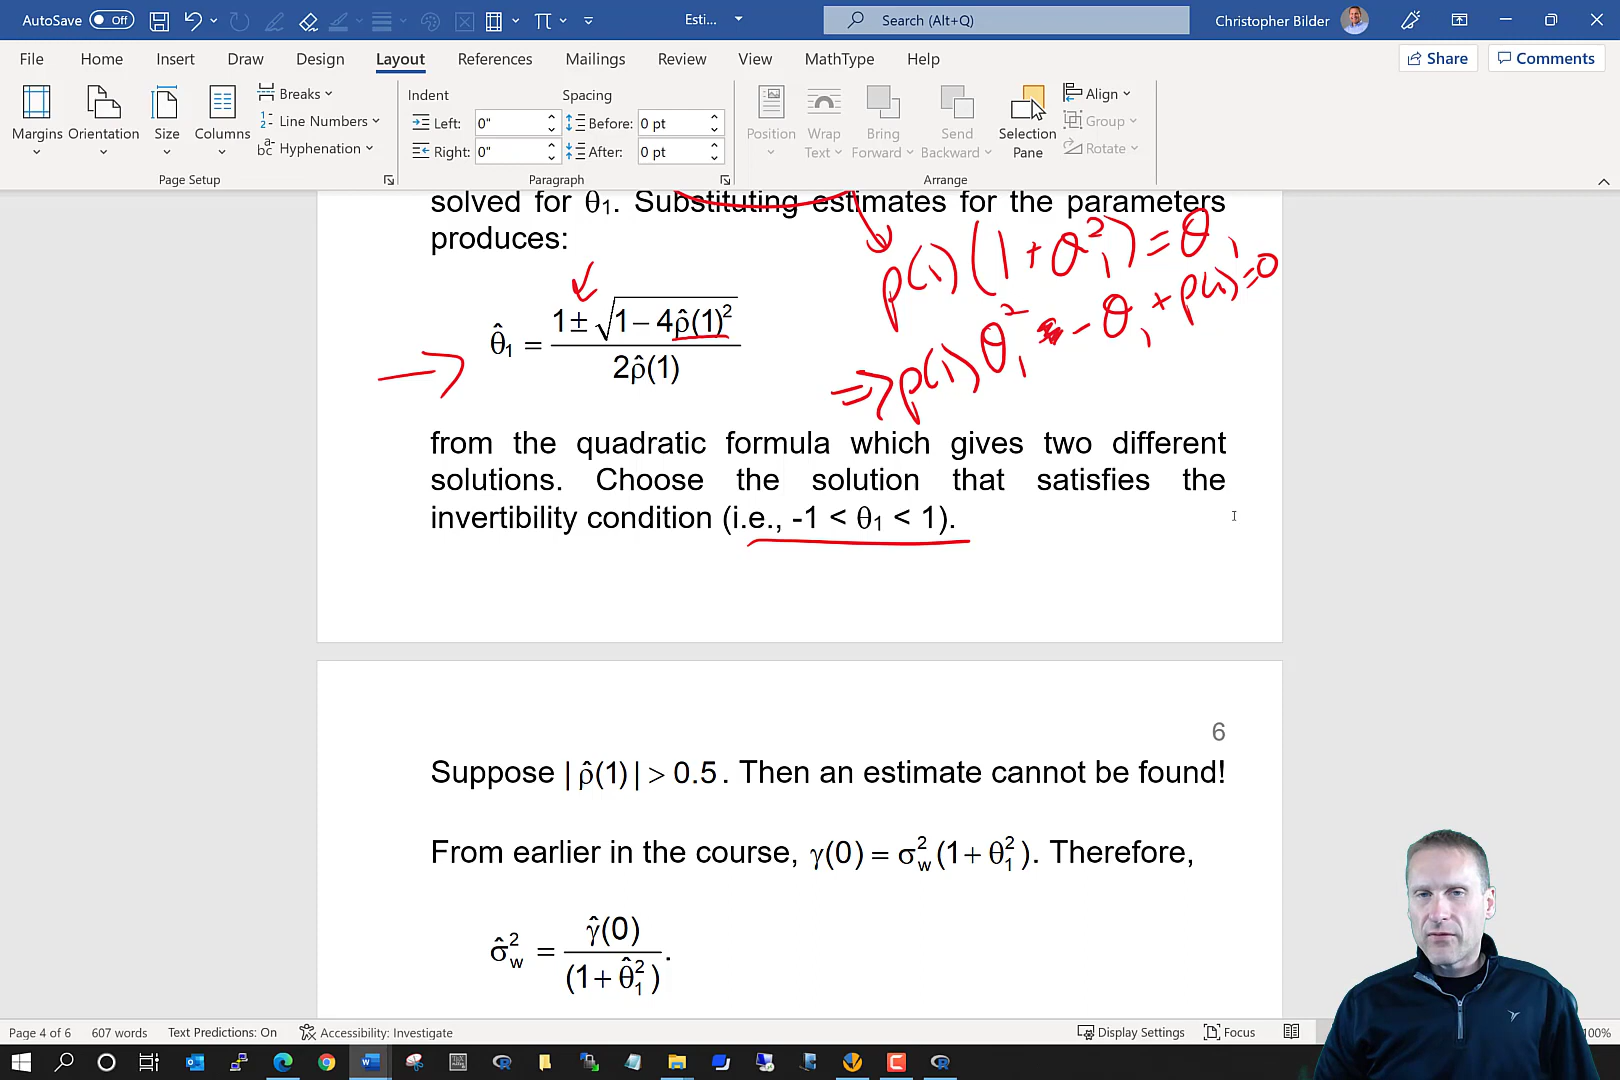 AutoSave Off Esti... Search (Alt+Q) Christopher Bilder
File Home Insert Draw Design Layout References Mailings Review View MathType Help Share Comments
Margins Orientation Size Columns
Breaks
Line Numbers
Hyphenation
Page Setup
Indent Spacing
Left: 0" Before: 0 pt
Right: 0" After: 0 pt
Paragraph
Position Wrap Text Bring Forward Send Backward Selection Pane
Align
Group
Rotate
Arrange
solved for θ₁. Substituting estimates for the parameters
produces:
ρ(1)(1+θ₁²)=θ₁
⇒ρ(1)θ₁² -θ₁+ρ(1)=0
θ̂₁ = (1±√(1−4ρ̂(1)²))/(2ρ̂(1))
from the quadratic formula which gives two different
solutions. Choose the solution that satisfies the
invertibility condition (i.e., -1 < θ₁ < 1).
6
Suppose |ρ̂(1)|>0.5. Then an estimate cannot be found!
From earlier in the course, γ(0) = σ_w²(1+θ₁²). Therefore,
σ̂_w² = γ̂(0)/(1+θ̂₁²).
Page 4 of 6 607 words Text Predictions: On Accessibility: Investigate Display Settings Focus 100%